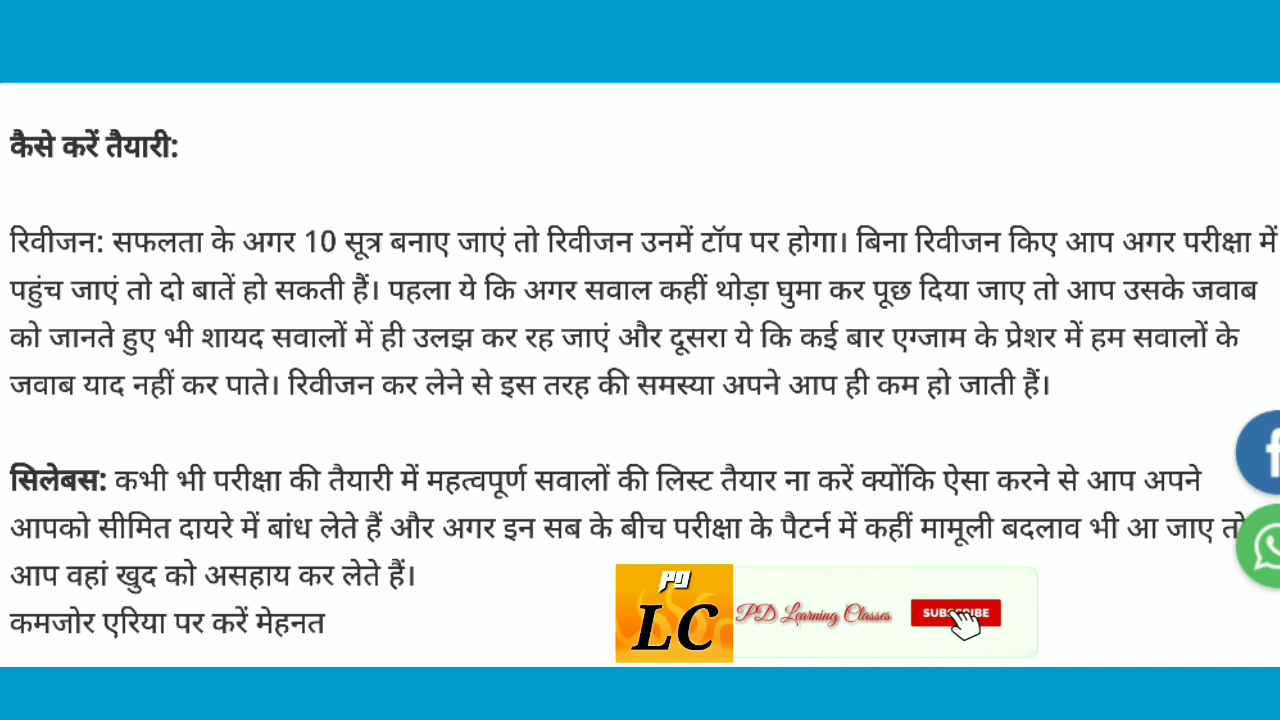 कैसे करें तैयारी:
रिवीजन: सफलता के अगर 10 सूत्र बनाए जाएं तो रिवीजन उनमें टॉप पर होगा। बिना रिवीजन किए आप अगर परीक्षा में
पहुंच जाएं तो दो बातें हो सकती हैं। पहला ये कि अगर सवाल कहीं थोड़ा घुमा कर पूछ दिया जाए तो आप उसके जवाब
को जानते हुए भी शायद सवालों में ही उलझ कर रह जाएं और दूसरा ये कि कई बार एग्जाम के प्रेशर में हम सवालों के
जवाब याद नहीं कर पाते। रिवीजन कर लेने से इस तरह की समस्या अपने आप ही कम हो जाती हैं।
सिलेबस: कभी भी परीक्षा की तैयारी में महत्वपूर्ण सवालों की लिस्ट तैयार ना करें क्योंकि ऐसा करने से आप अपने
आपको सीमित दायरे में बांध लेते हैं और अगर इन सब के बीच परीक्षा के पैटर्न में कहीं मामूली बदलाव भी आ जाए तो
आप वहां खुद को असहाय कर लेते हैं।
कमजोर एरिया पर करें मेहनत
PD
LC
PD Learning Classes
SUBSCRIBE